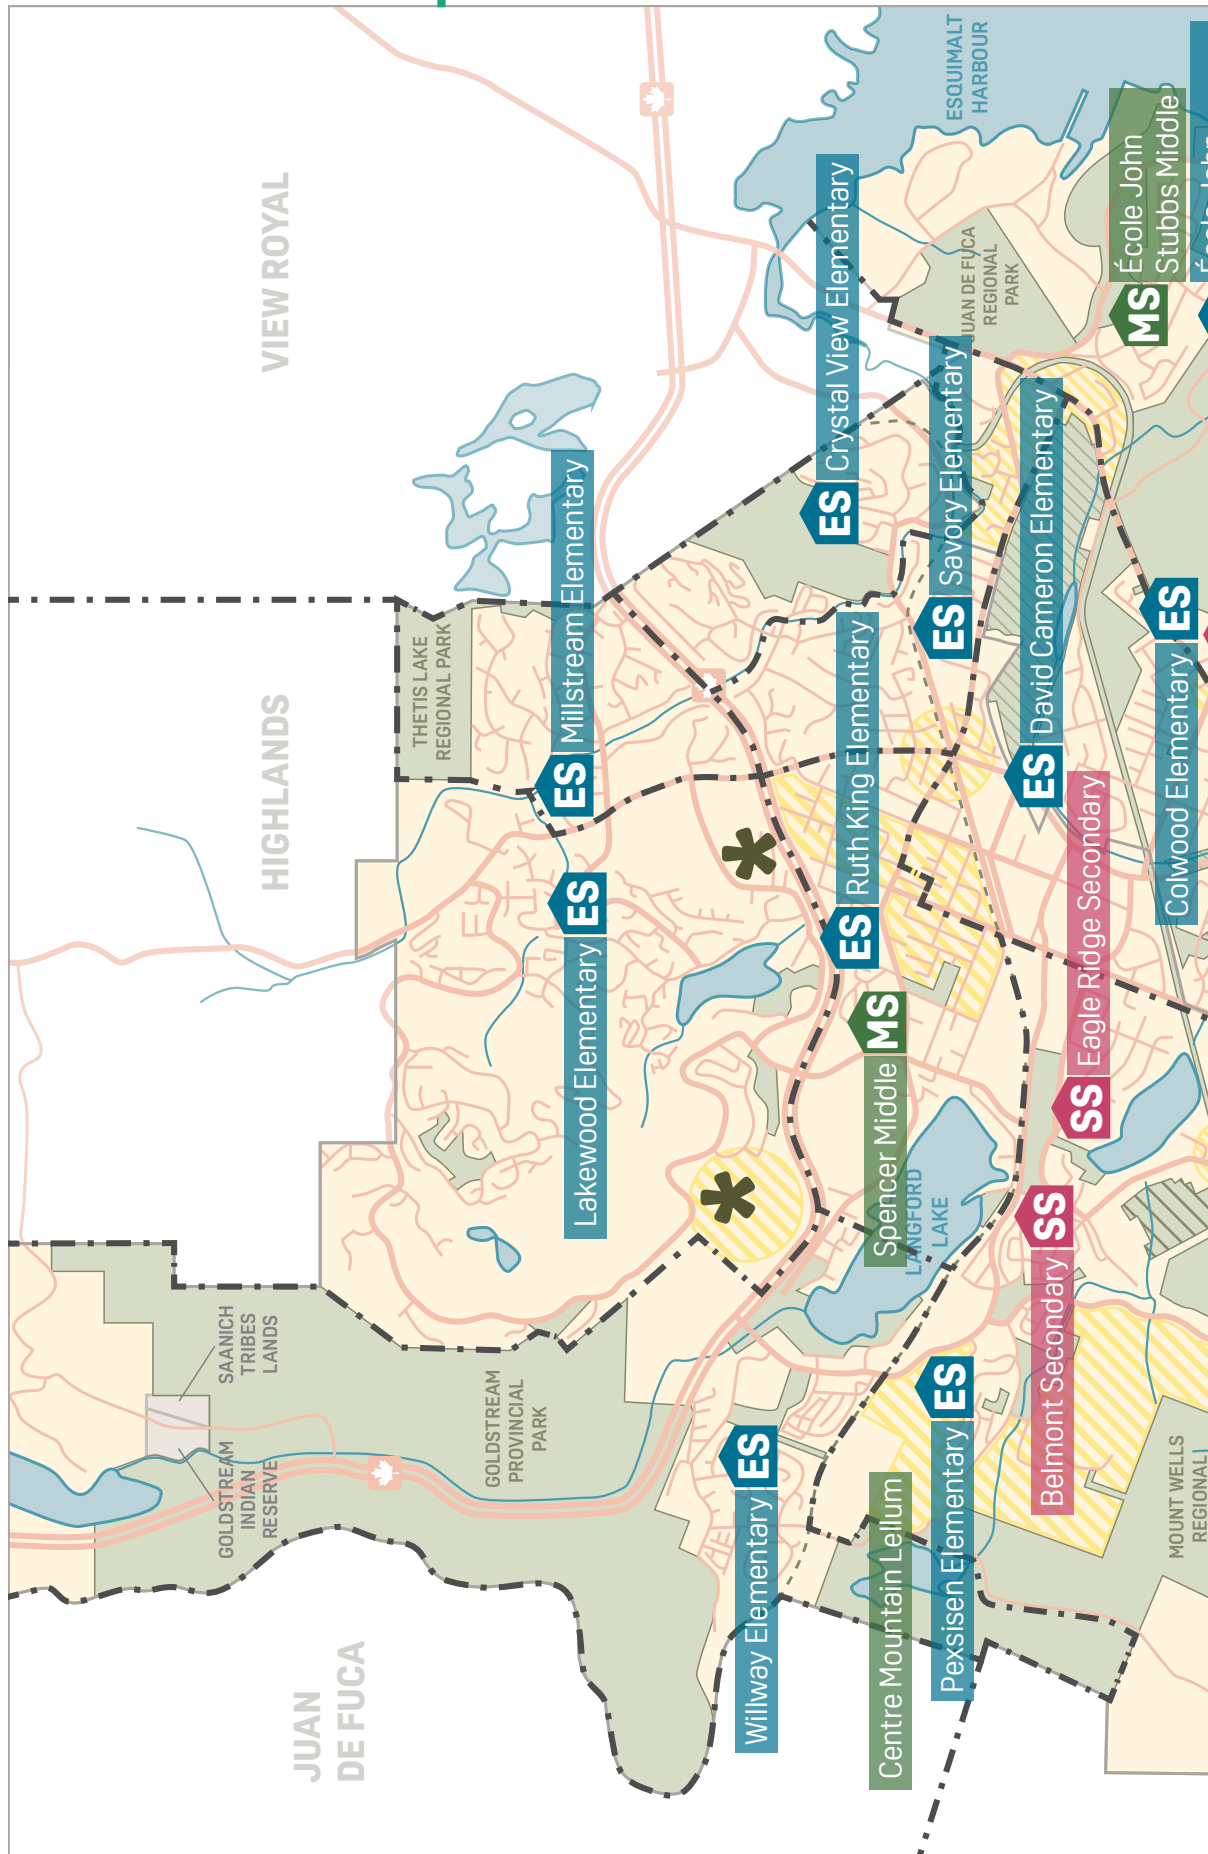 VIEW ROYAL
ESQUIMALT
HARBOUR
HIGHLANDS
THETIS LAKE
REGIONAL PARK
Millstream Elementary
ES
Crystal View Elementary
ES
JUAN DE FUCA
REGIONAL
PARK
École John
Stubbs Middle
MS
Savory Elementary
ES
David Cameron Elementary
ES
ES
Colwood Elementary
Ruth King Elementary
ES
ES
Lakewood Elementary
MS
Spencer Middle
Eagle Ridge Secondary
SS
LANGFORD
LAKE
SS
Belmont Secondary
SAANICH
TRIBES
LANDS
GOLDSTREAM
INDIAN
RESERVE
GOLDSTREAM
PROVINCIAL
PARK
ES
Willway Elementary
Centre Mountain Lellum
ES
Pexsisen Elementary
MOUNT WELLS
REGIONAL
JUAN
DE FUCA